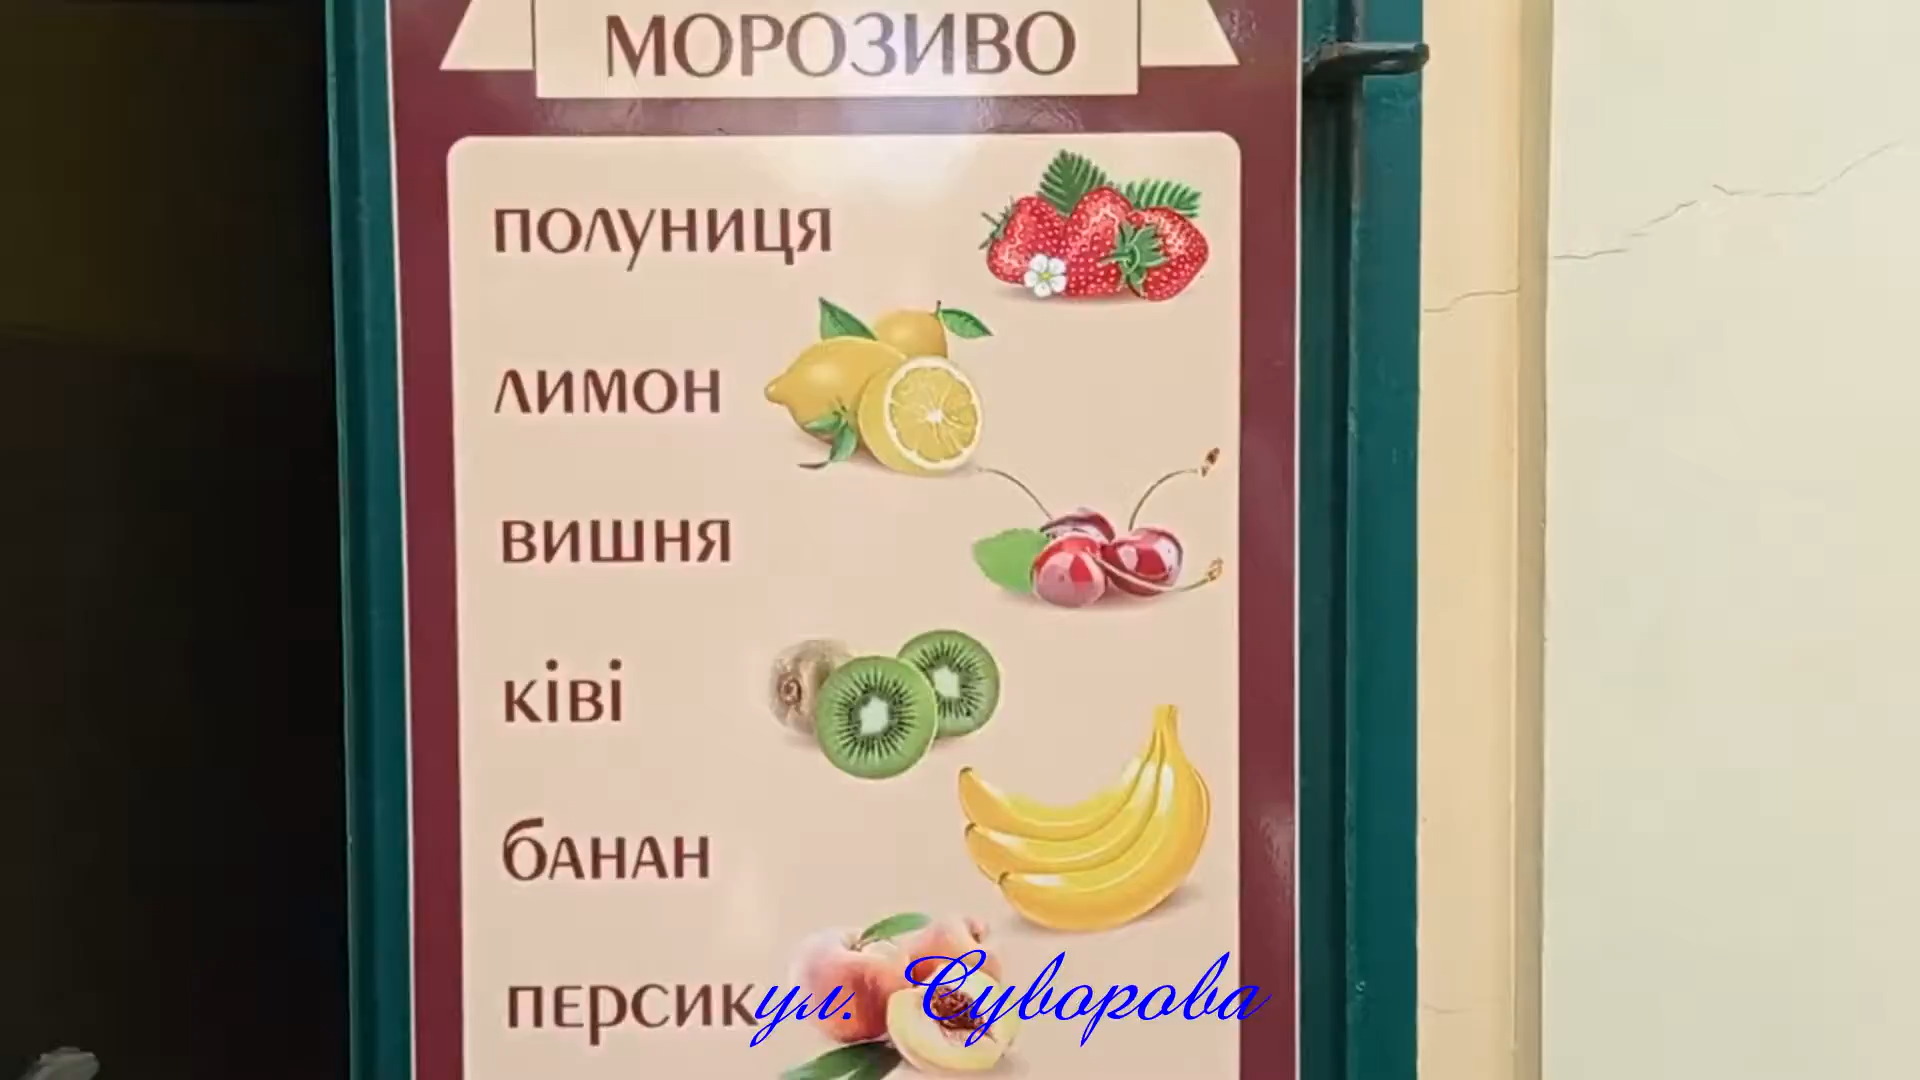 МОРОЗИВО
полуниця
лимон
вишня
ківі
банан
персик
ул. Суворова